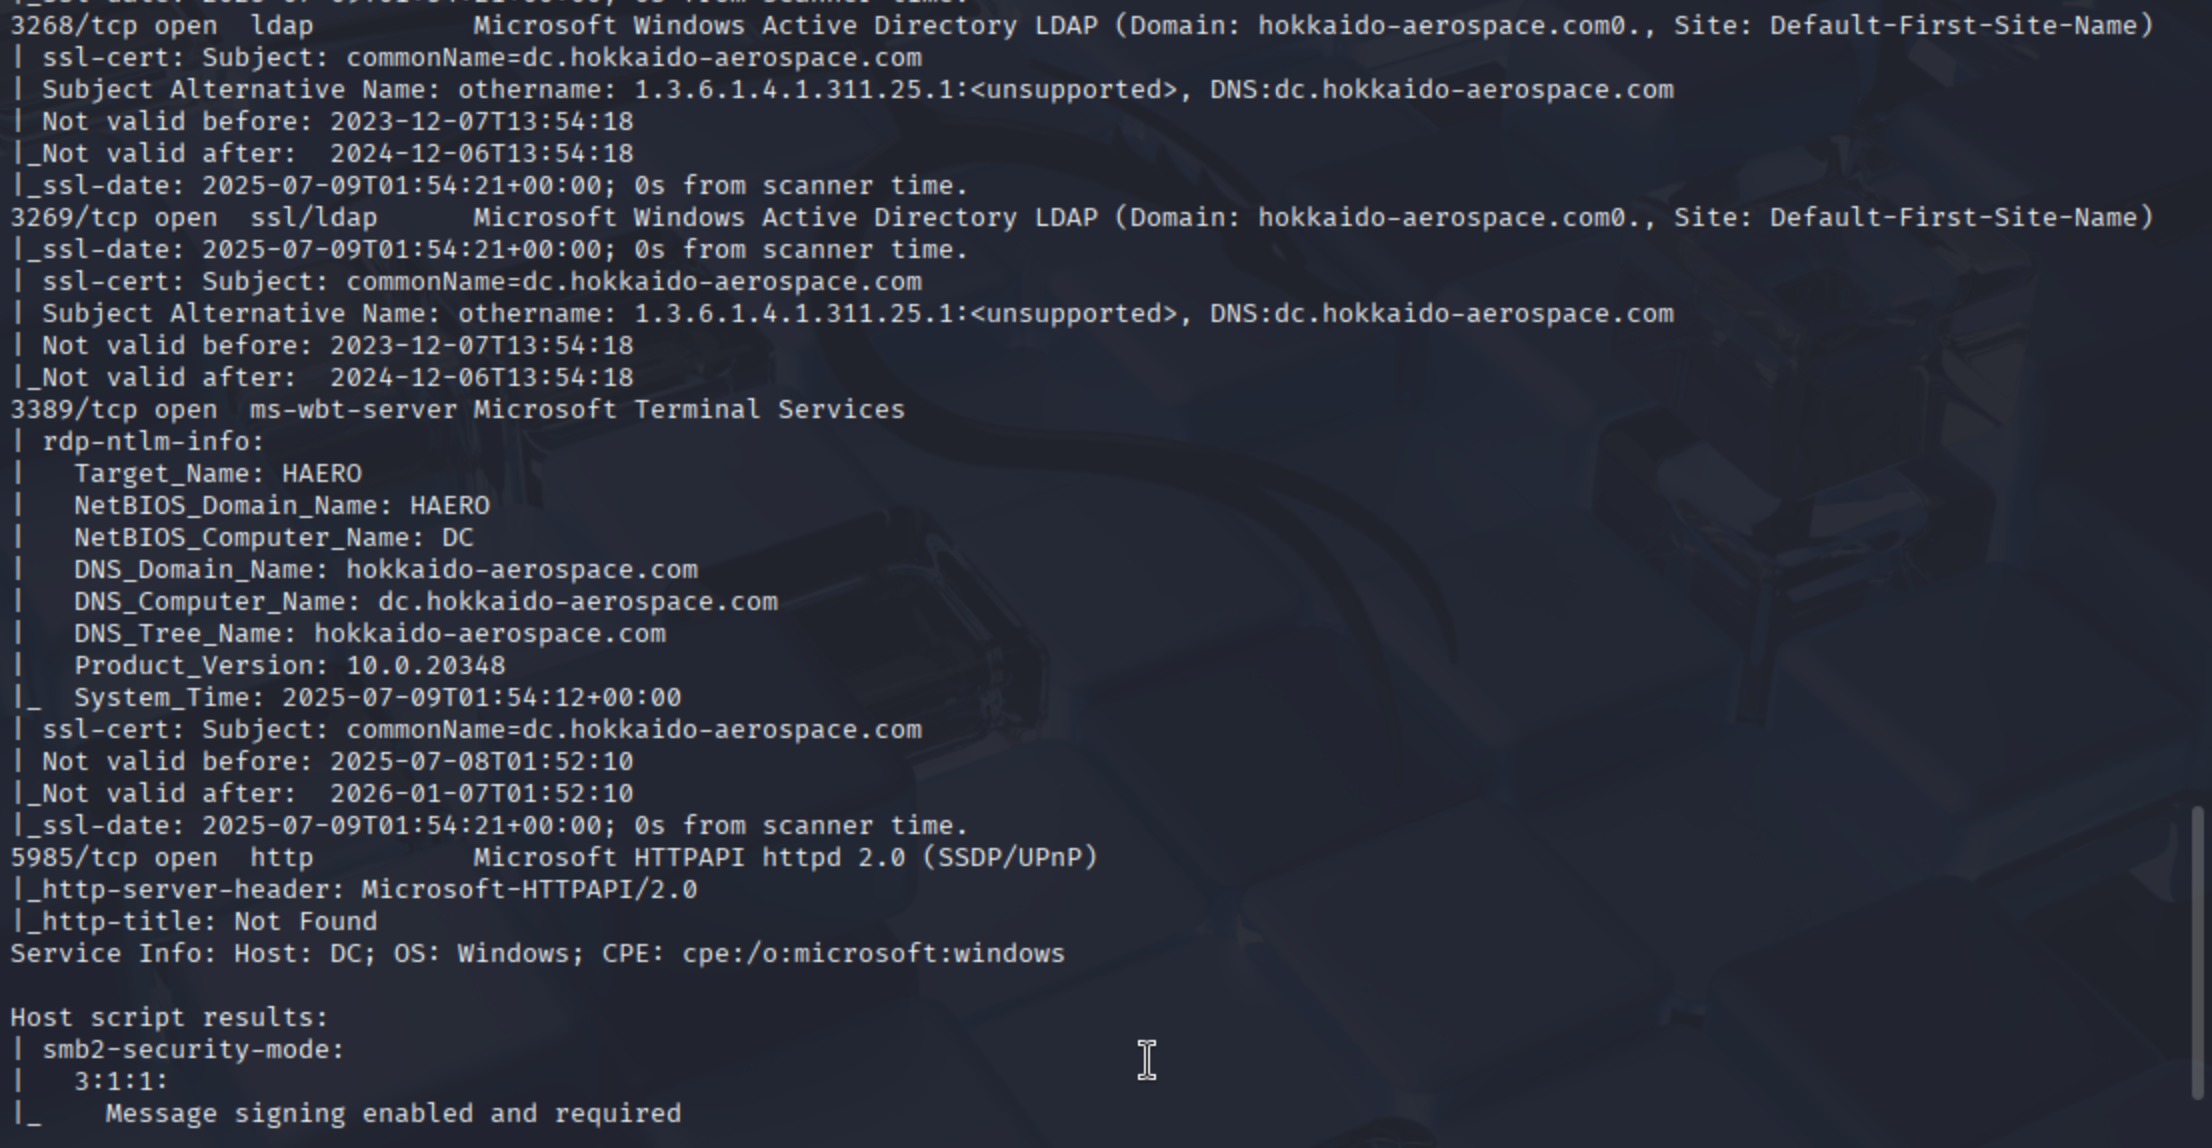 3268/tcp open  ldap          Microsoft Windows Active Directory LDAP (Domain: hokkaido-aerospace.com0., Site: Default-First-Site-Name)
| ssl-cert: Subject: commonName=dc.hokkaido-aerospace.com
| Subject Alternative Name: othername: 1.3.6.1.4.1.311.25.1:<unsupported>, DNS:dc.hokkaido-aerospace.com
| Not valid before: 2023-12-07T13:54:18
|_Not valid after:  2024-12-06T13:54:18
|_ssl-date: 2025-07-09T01:54:21+00:00; 0s from scanner time.
3269/tcp open  ssl/ldap      Microsoft Windows Active Directory LDAP (Domain: hokkaido-aerospace.com0., Site: Default-First-Site-Name)
|_ssl-date: 2025-07-09T01:54:21+00:00; 0s from scanner time.
| ssl-cert: Subject: commonName=dc.hokkaido-aerospace.com
| Subject Alternative Name: othername: 1.3.6.1.4.1.311.25.1:<unsupported>, DNS:dc.hokkaido-aerospace.com
| Not valid before: 2023-12-07T13:54:18
|_Not valid after:  2024-12-06T13:54:18
3389/tcp open  ms-wbt-server Microsoft Terminal Services
| rdp-ntlm-info:
|   Target_Name: HAERO
|   NetBIOS_Domain_Name: HAERO
|   NetBIOS_Computer_Name: DC
|   DNS_Domain_Name: hokkaido-aerospace.com
|   DNS_Computer_Name: dc.hokkaido-aerospace.com
|   DNS_Tree_Name: hokkaido-aerospace.com
|   Product_Version: 10.0.20348
|_  System_Time: 2025-07-09T01:54:12+00:00
| ssl-cert: Subject: commonName=dc.hokkaido-aerospace.com
| Not valid before: 2025-07-08T01:52:10
|_Not valid after:  2026-01-07T01:52:10
|_ssl-date: 2025-07-09T01:54:21+00:00; 0s from scanner time.
5985/tcp open  http          Microsoft HTTPAPI httpd 2.0 (SSDP/UPnP)
|_http-server-header: Microsoft-HTTPAPI/2.0
|_http-title: Not Found
Service Info: Host: DC; OS: Windows; CPE: cpe:/o:microsoft:windows
Host script results:
| smb2-security-mode:
|   3:1:1:
|_    Message signing enabled and required